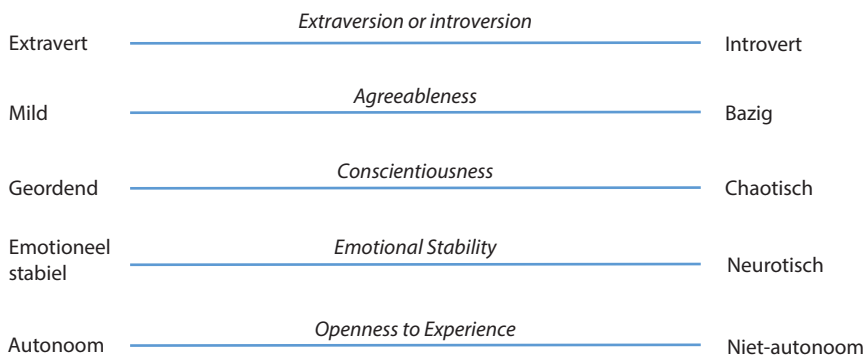 Extraversion or introversion
Extravert
Introvert
Agreeableness
Mild
Bazig
Conscientiousness
Geordend
Chaotisch
Emotioneel
stabiel
Emotional Stability
Neurotisch
Openness to Experience
Autonoom
Niet-autonoom